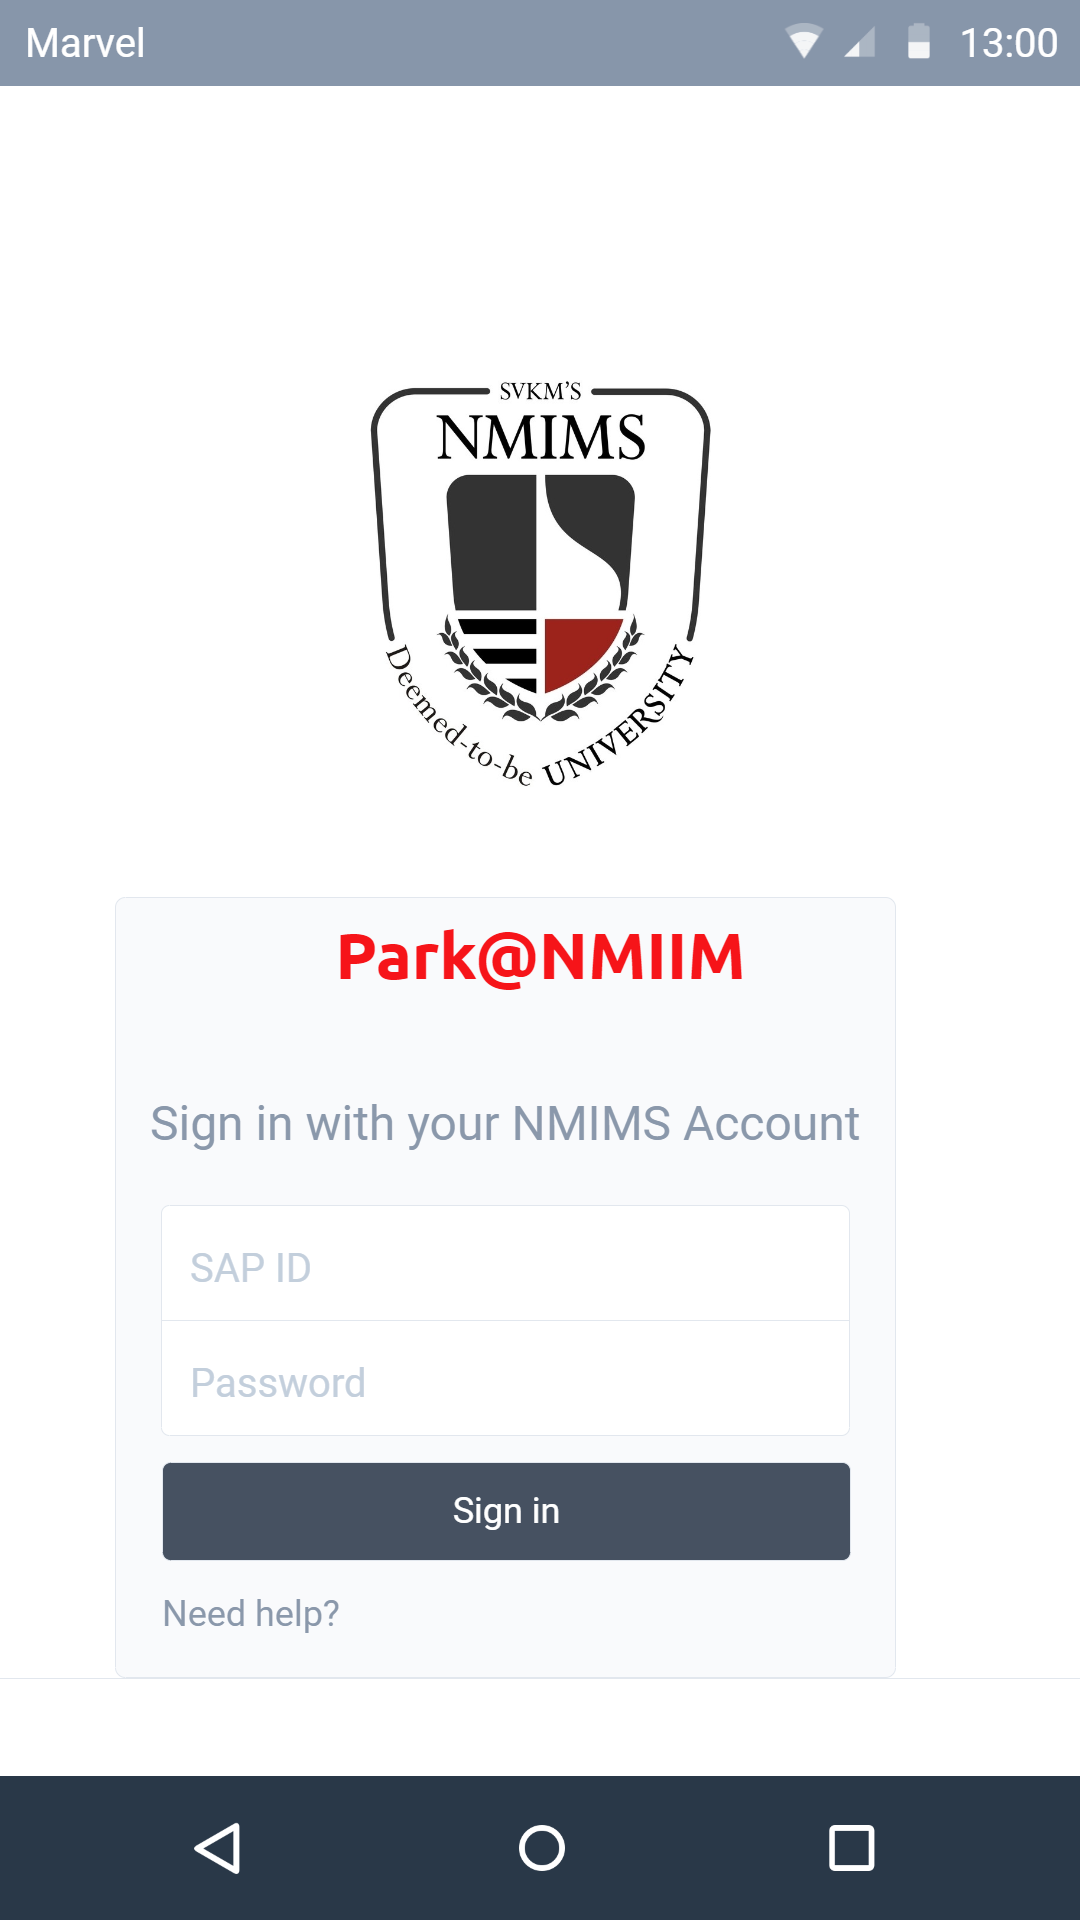 Marvel
13:00
SVKM'S
NMIMS
Deemed-to-be UNIVERSITY
Park@NMIIM
Sign in with your NMIMS Account
SAP ID
Password
Sign in
Need help?